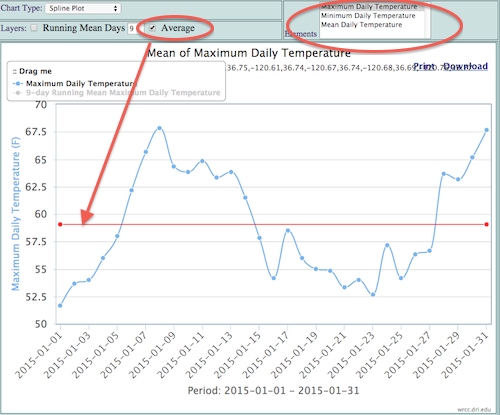 Chart Type: Spline Plot
Layers: Running Mean Days 9 Average
Maximum Daily Temperature
Minimum Daily Temperature
Mean Daily Temperature
Elements
Mean of Maximum Daily Temperature
,36.75,-120.61,36.74,-120.67,36.74,-120.68,36.69,-120.
Print Download
:: Drag me
Maximum Daily Temperature
9-day Running Mean Maximum Daily Temperature
Maximum Daily Temperature (F)
70
67.5
65
62.5
60
57.5
55
52.5
50
2015-01-01
2015-01-03
2015-01-05
2015-01-07
2015-01-09
2015-01-11
2015-01-13
2015-01-15
2015-01-17
2015-01-19
2015-01-21
2015-01-23
2015-01-25
2015-01-27
2015-01-29
2015-01-31
Period: 2015-01-01 - 2015-01-31
wrcc.dri.edu